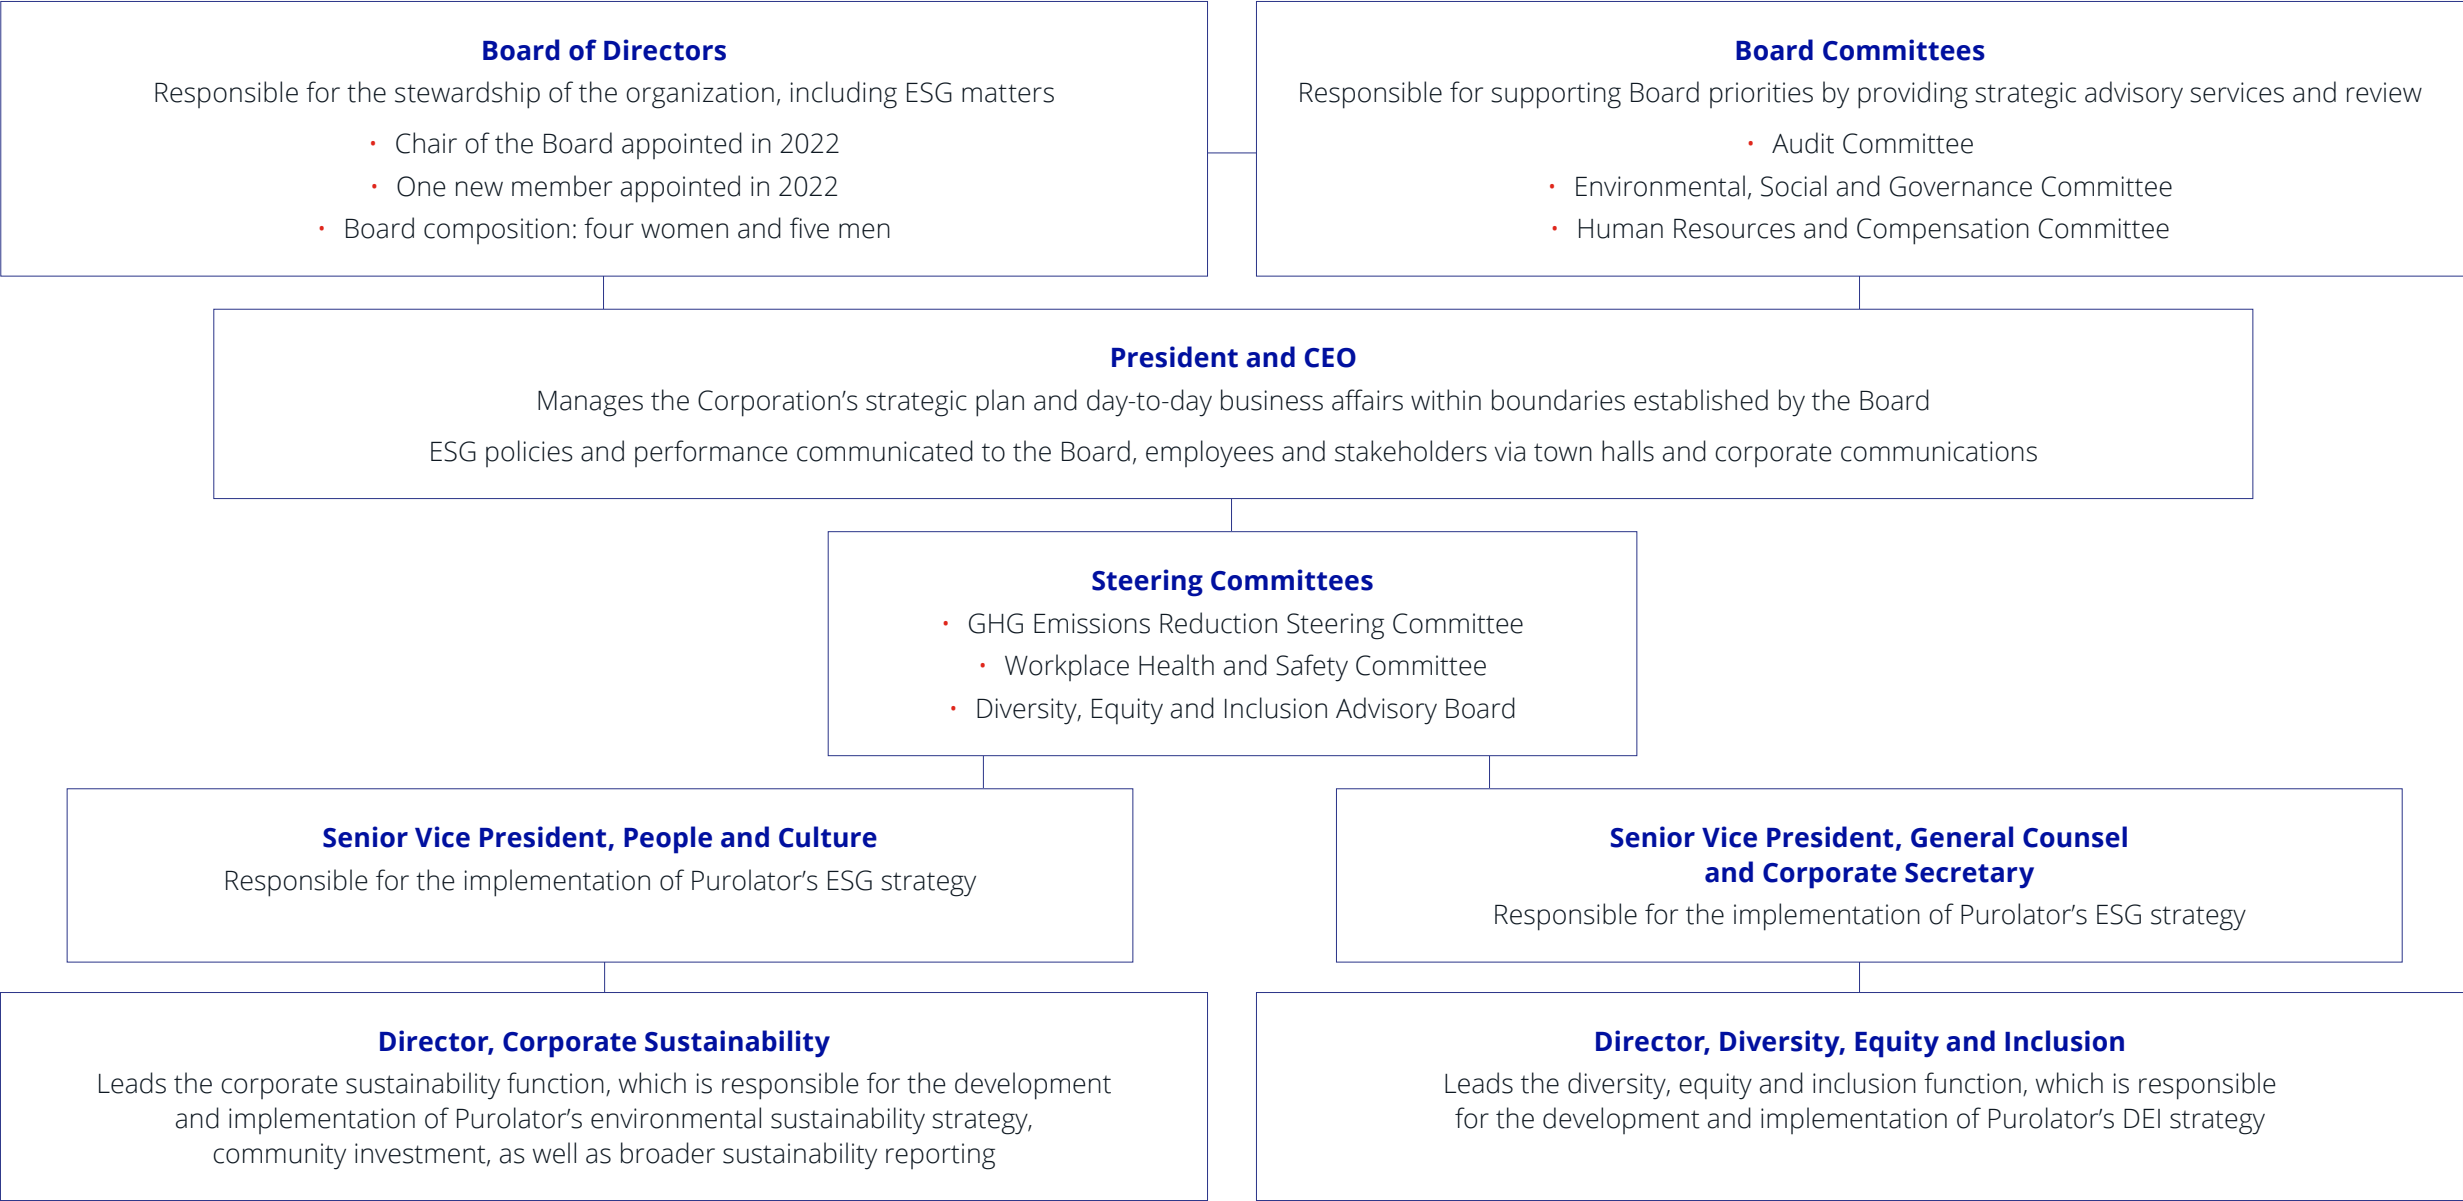 Board of Directors
Responsible for the stewardship of the organization, including ESG matters
• Chair of the Board appointed in 2022
• One new member appointed in 2022
• Board composition: four women and five men
Board Committees
Responsible for supporting Board priorities by providing strategic advisory services and review
• Audit Committee
• Environmental, Social and Governance Committee
• Human Resources and Compensation Committee
President and CEO
Manages the Corporation’s strategic plan and day-to-day business affairs within boundaries established by the Board
ESG policies and performance communicated to the Board, employees and stakeholders via town halls and corporate communications
Steering Committees
• GHG Emissions Reduction Steering Committee
• Workplace Health and Safety Committee
• Diversity, Equity and Inclusion Advisory Board
Senior Vice President, People and Culture
Responsible for the implementation of Purolator’s ESG strategy
Senior Vice President, General Counsel
and Corporate Secretary
Responsible for the implementation of Purolator’s ESG strategy
Director, Corporate Sustainability
Leads the corporate sustainability function, which is responsible for the development
and implementation of Purolator’s environmental sustainability strategy,
community investment, as well as broader sustainability reporting
Director, Diversity, Equity and Inclusion
Leads the diversity, equity and inclusion function, which is responsible
for the development and implementation of Purolator’s DEI strategy